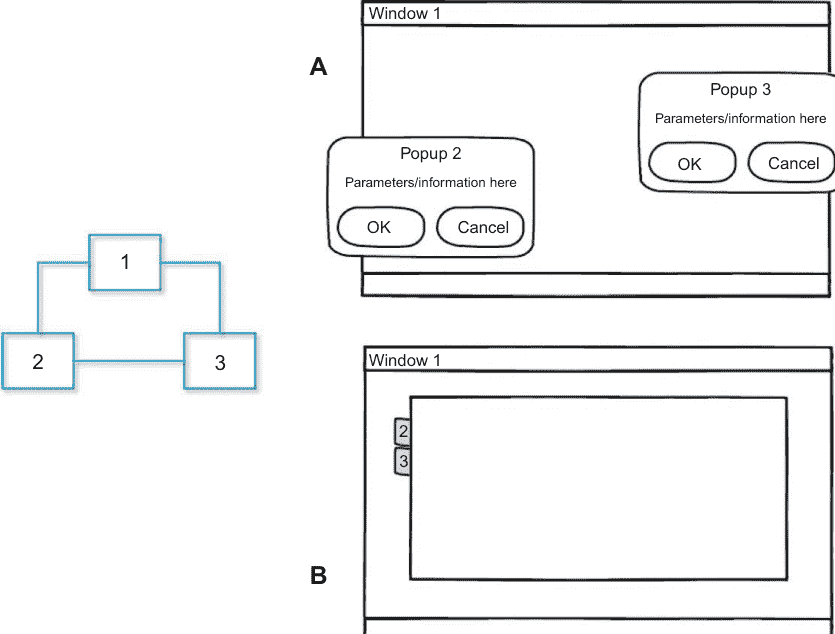 1
2
3
A
Window 1
Popup 2
Parameters/information here
OK
Cancel
Popup 3
Parameters/information here
OK
Cancel
B
Window 1
2
3